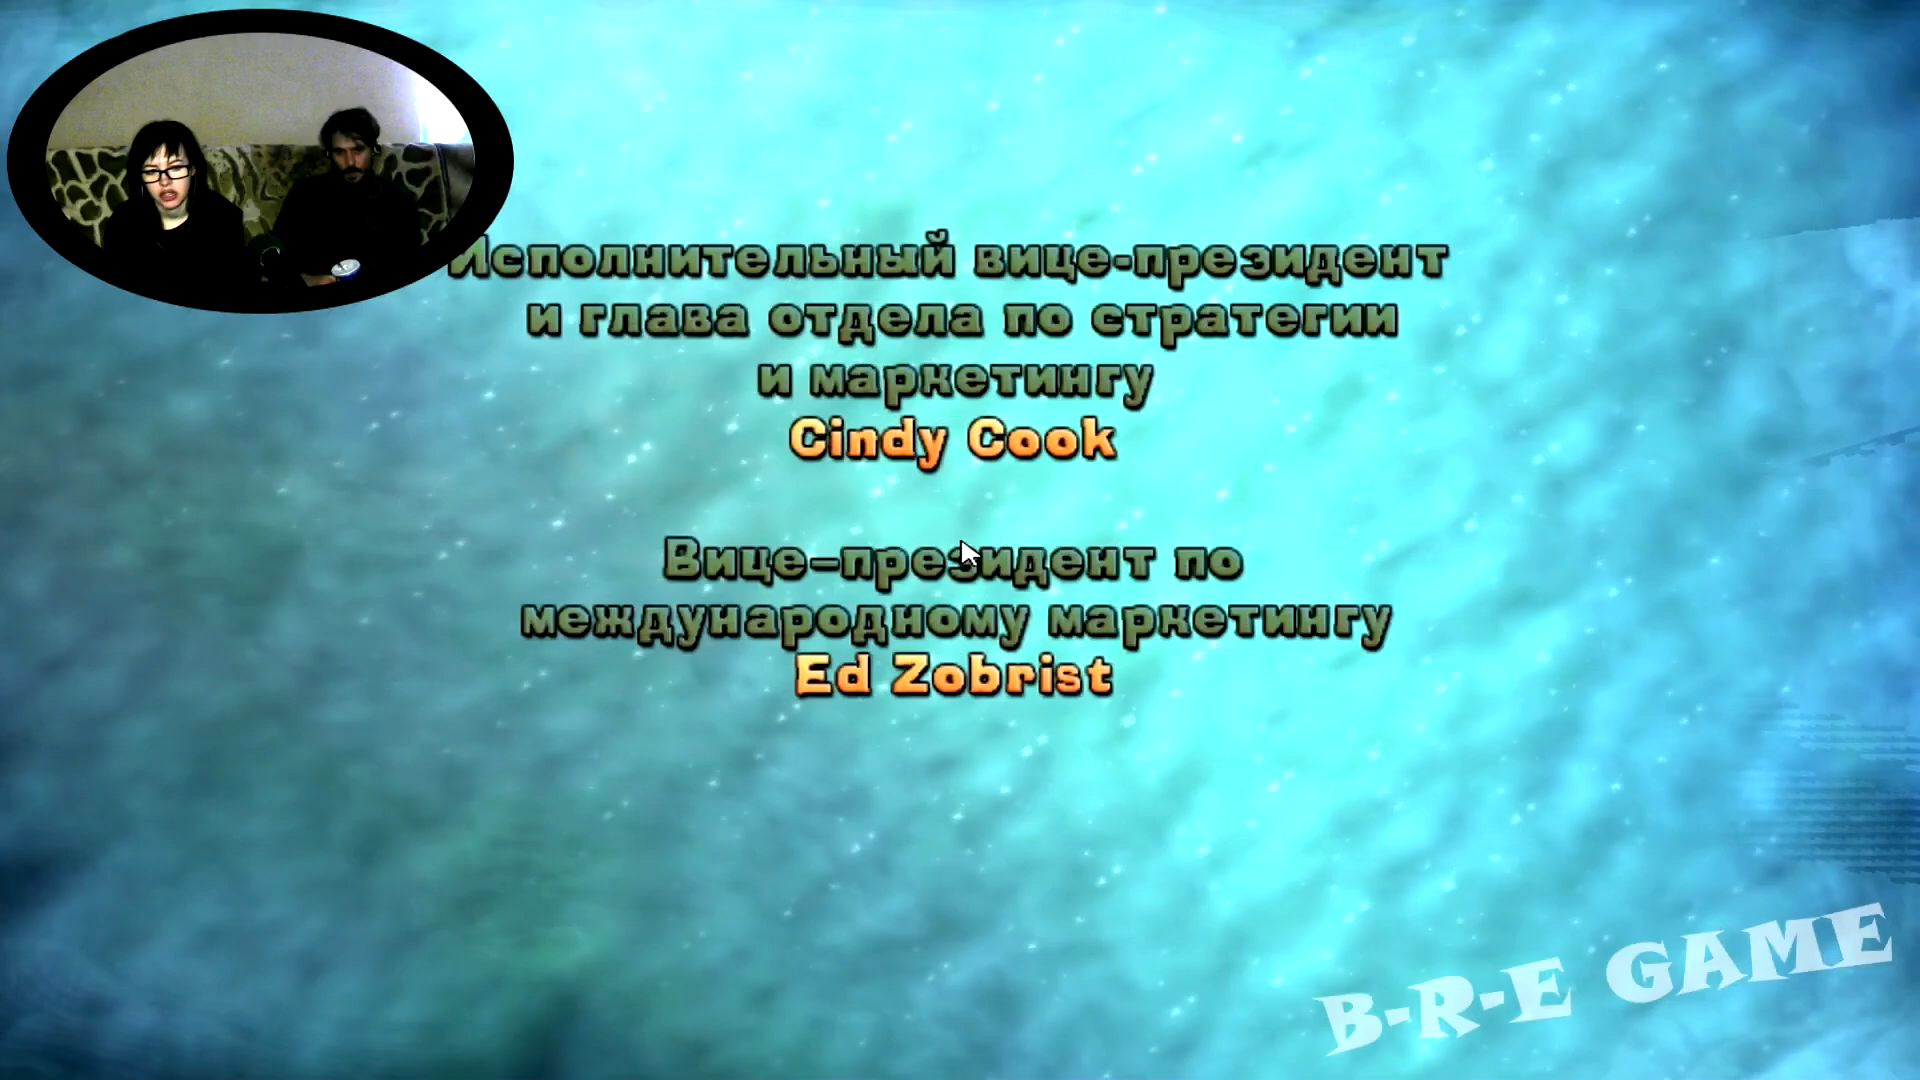 Исполнительный вице-президент
и глава отдела по стратегии
и маркетингу
Cindy Cook
Вице-президент по
международному маркетингу
Ed Zobrist
B-R-E GAME